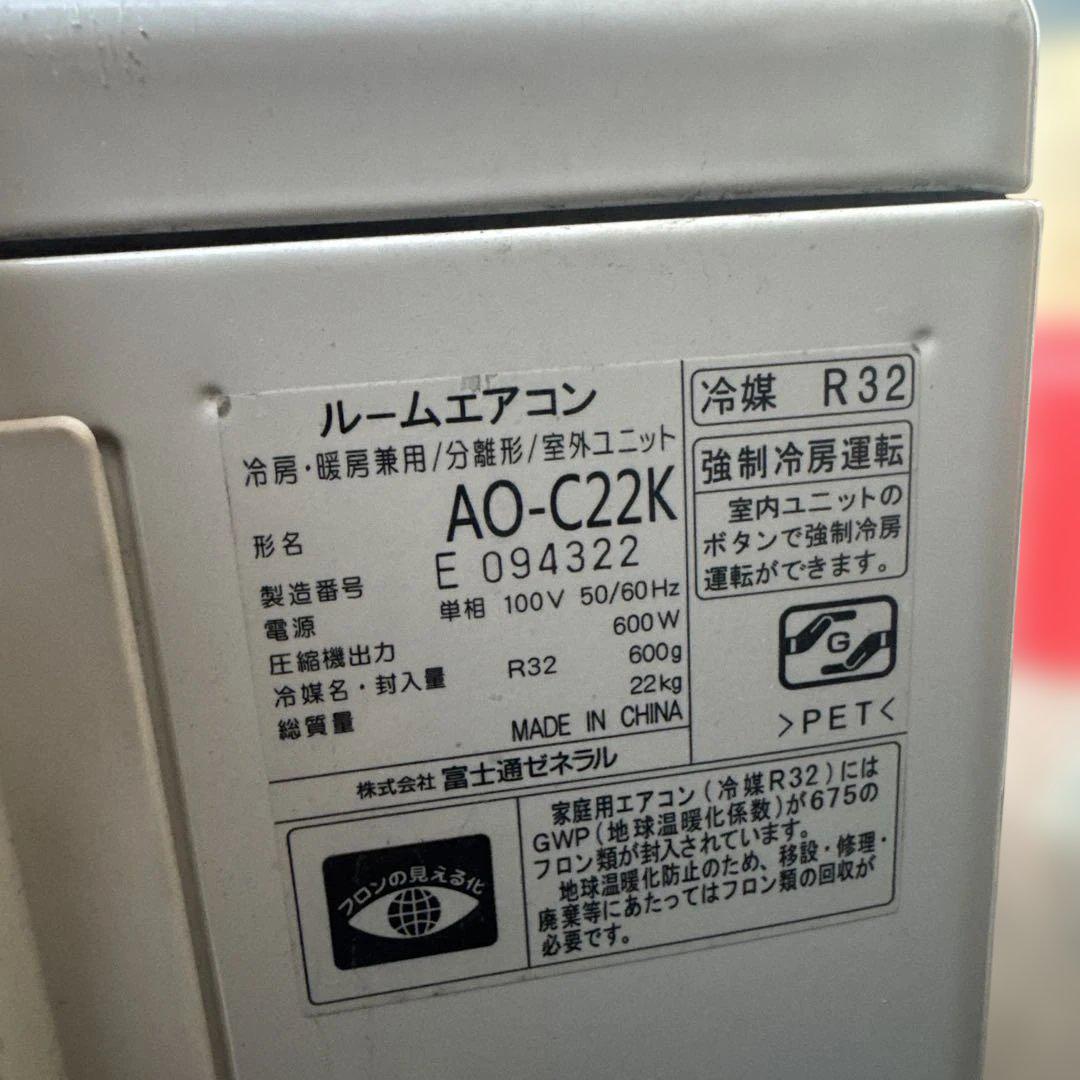 ルームエアコン
冷房・暖房兼用/分離形/室外ユニット
形名 AO-C22K
製造番号 E 094322
電源 単相 100V 50/60Hz
圧縮機出力 600W
冷媒名・封入量 R32 600g
総質量 22kg
MADE IN CHINA
株式会社 富士通ゼネラル
冷媒 R32
強制冷房運転
室内ユニットの
ボタンで強制冷房
運転ができます。
G
>PET<
フロンの見える化
家庭用エアコン(冷媒R32)には
GWP(地球温暖化係数)が675の
フロン類が封入されています。
地球温暖化防止のため、移設・修理・
廃棄等にあたってはフロン類の回収が
必要です。